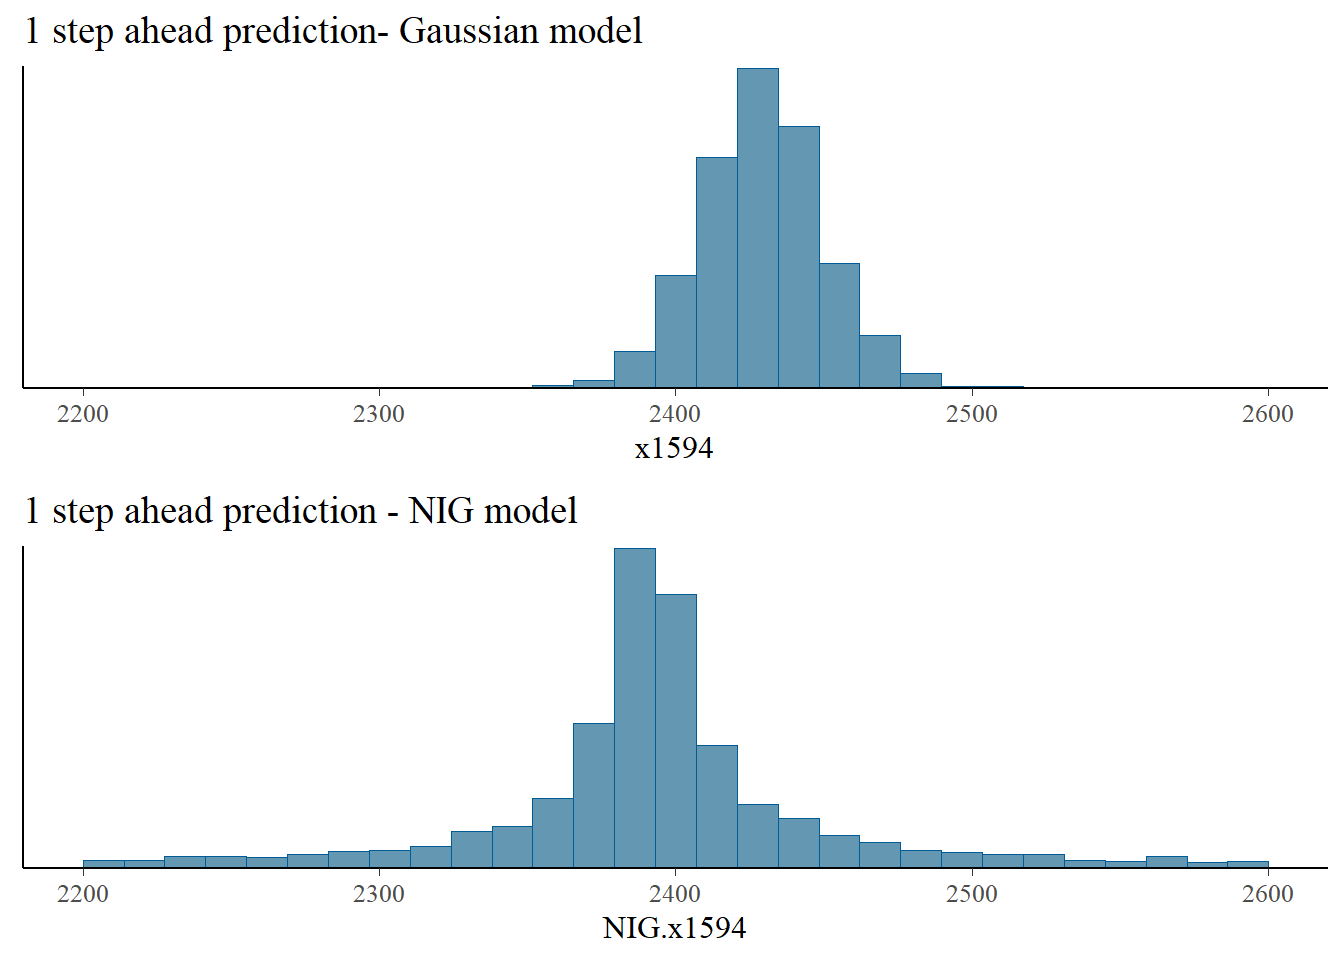 1 step ahead prediction- Gaussian model
2200 2300 2400 2500 2600
x1594
1 step ahead prediction - NIG model
2200 2300 2400 2500 2600
NIG.x1594